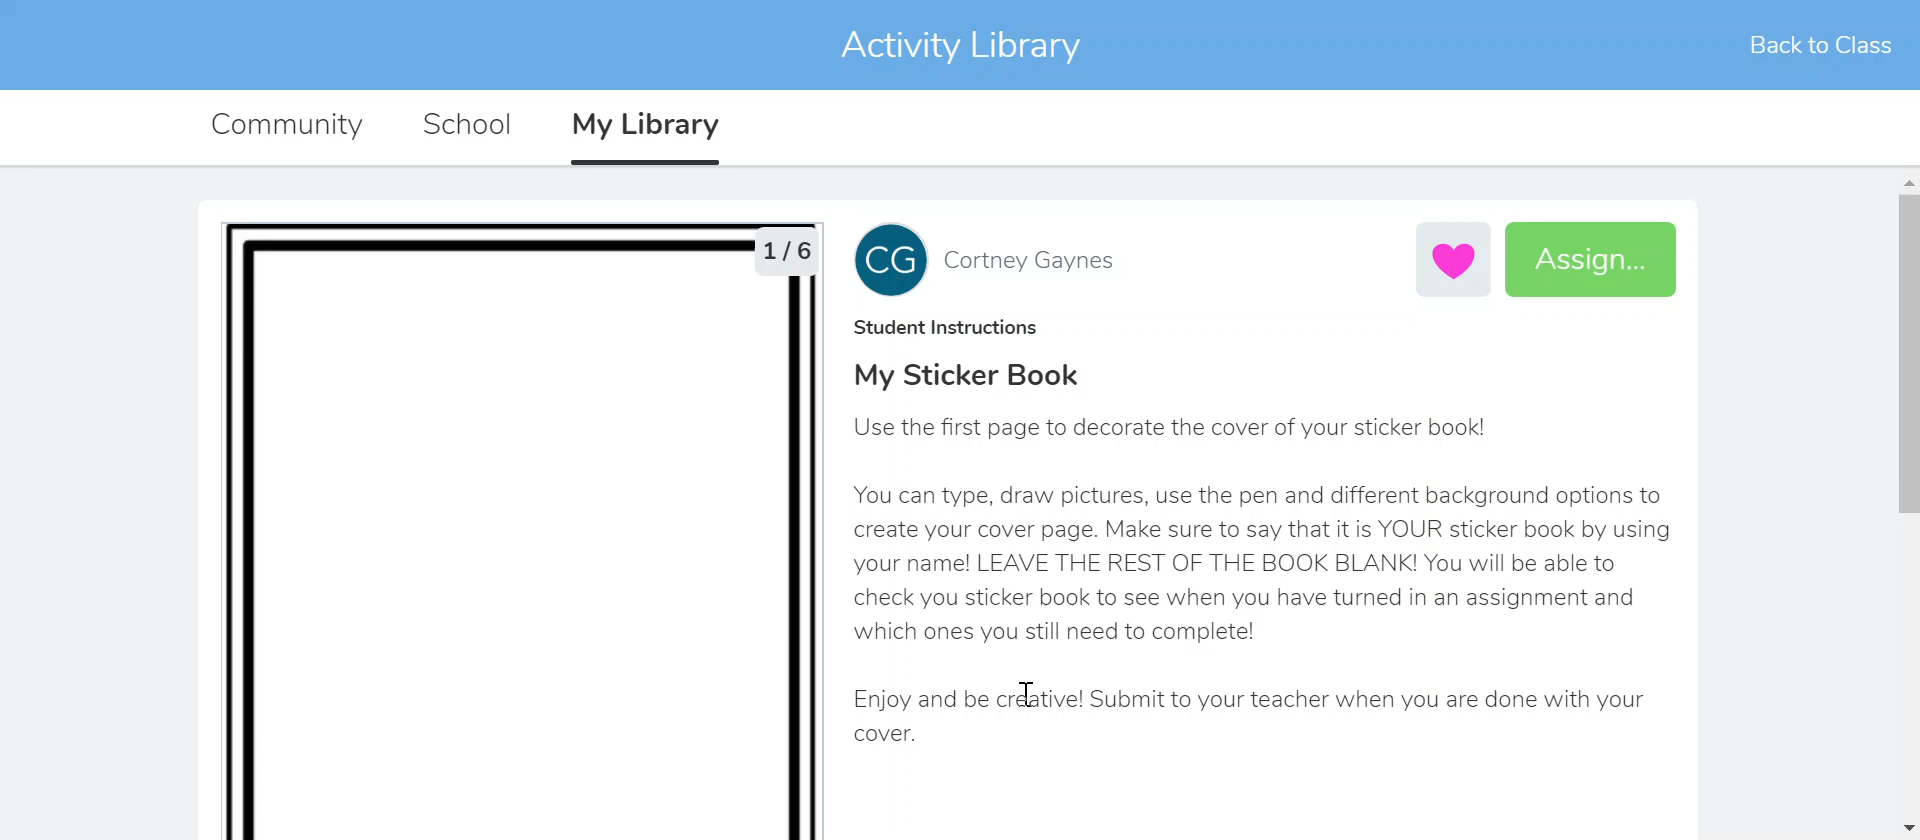 Activity Library
Back to Class
Community School My Library
1 / 6
CG Cortney Gaynes
Assign...
Student Instructions
My Sticker Book
Use the first page to decorate the cover of your sticker book!
You can type, draw pictures, use the pen and different background options to
create your cover page. Make sure to say that it is YOUR sticker book by using
your name! LEAVE THE REST OF THE BOOK BLANK! You will be able to
check you sticker book to see when you have turned in an assignment and
which ones you still need to complete!
Enjoy and be creative! Submit to your teacher when you are done with your
cover.